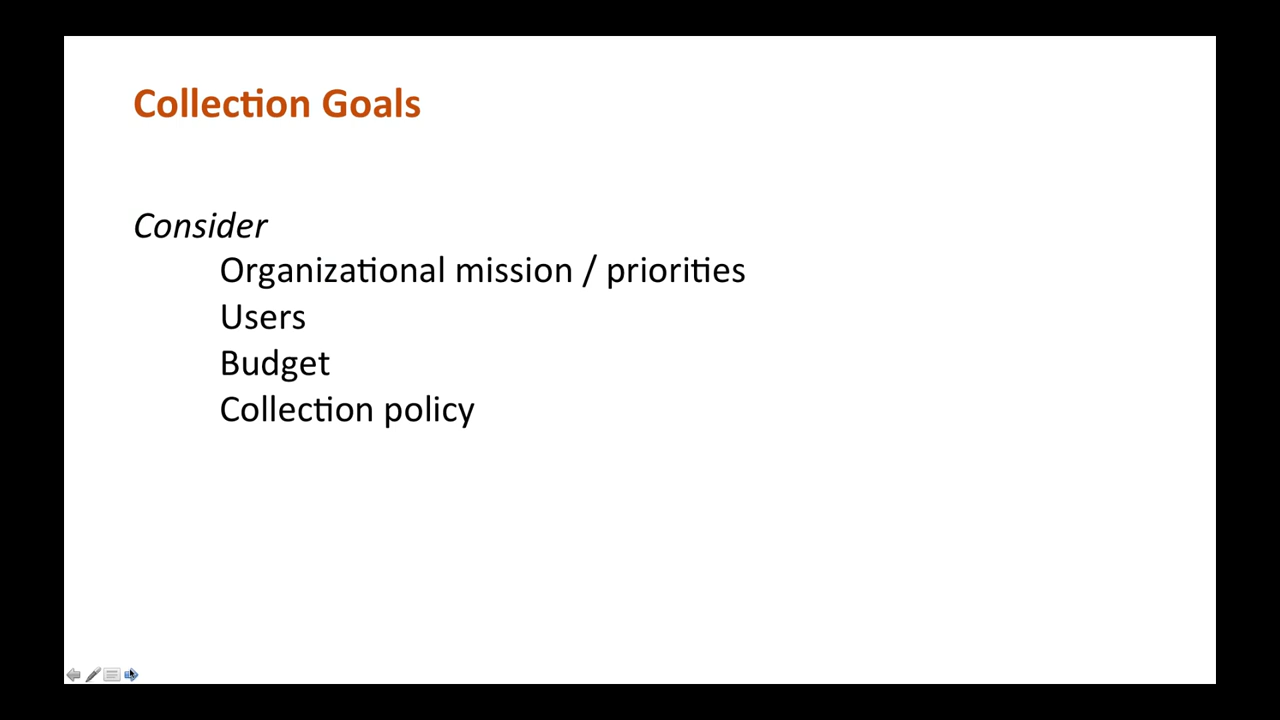 Collection Goals
Consider
Organizational mission / priorities
Users
Budget
Collection policy